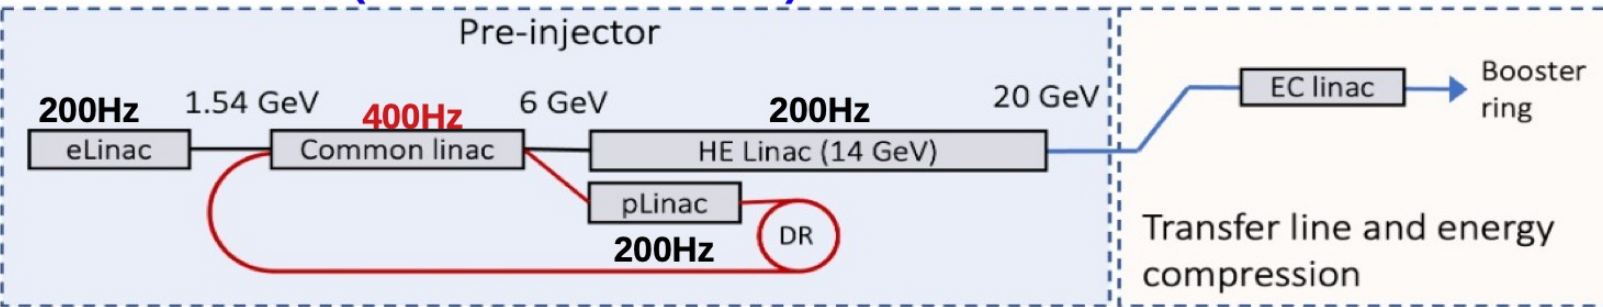 Pre-injector
200Hz
1.54 GeV
400Hz
6 GeV
200Hz
20 GeV
eLinac
Common linac
HE Linac (14 GeV)
pLinac
200Hz
DR
EC linac
Booster
ring
Transfer line and energy
compression